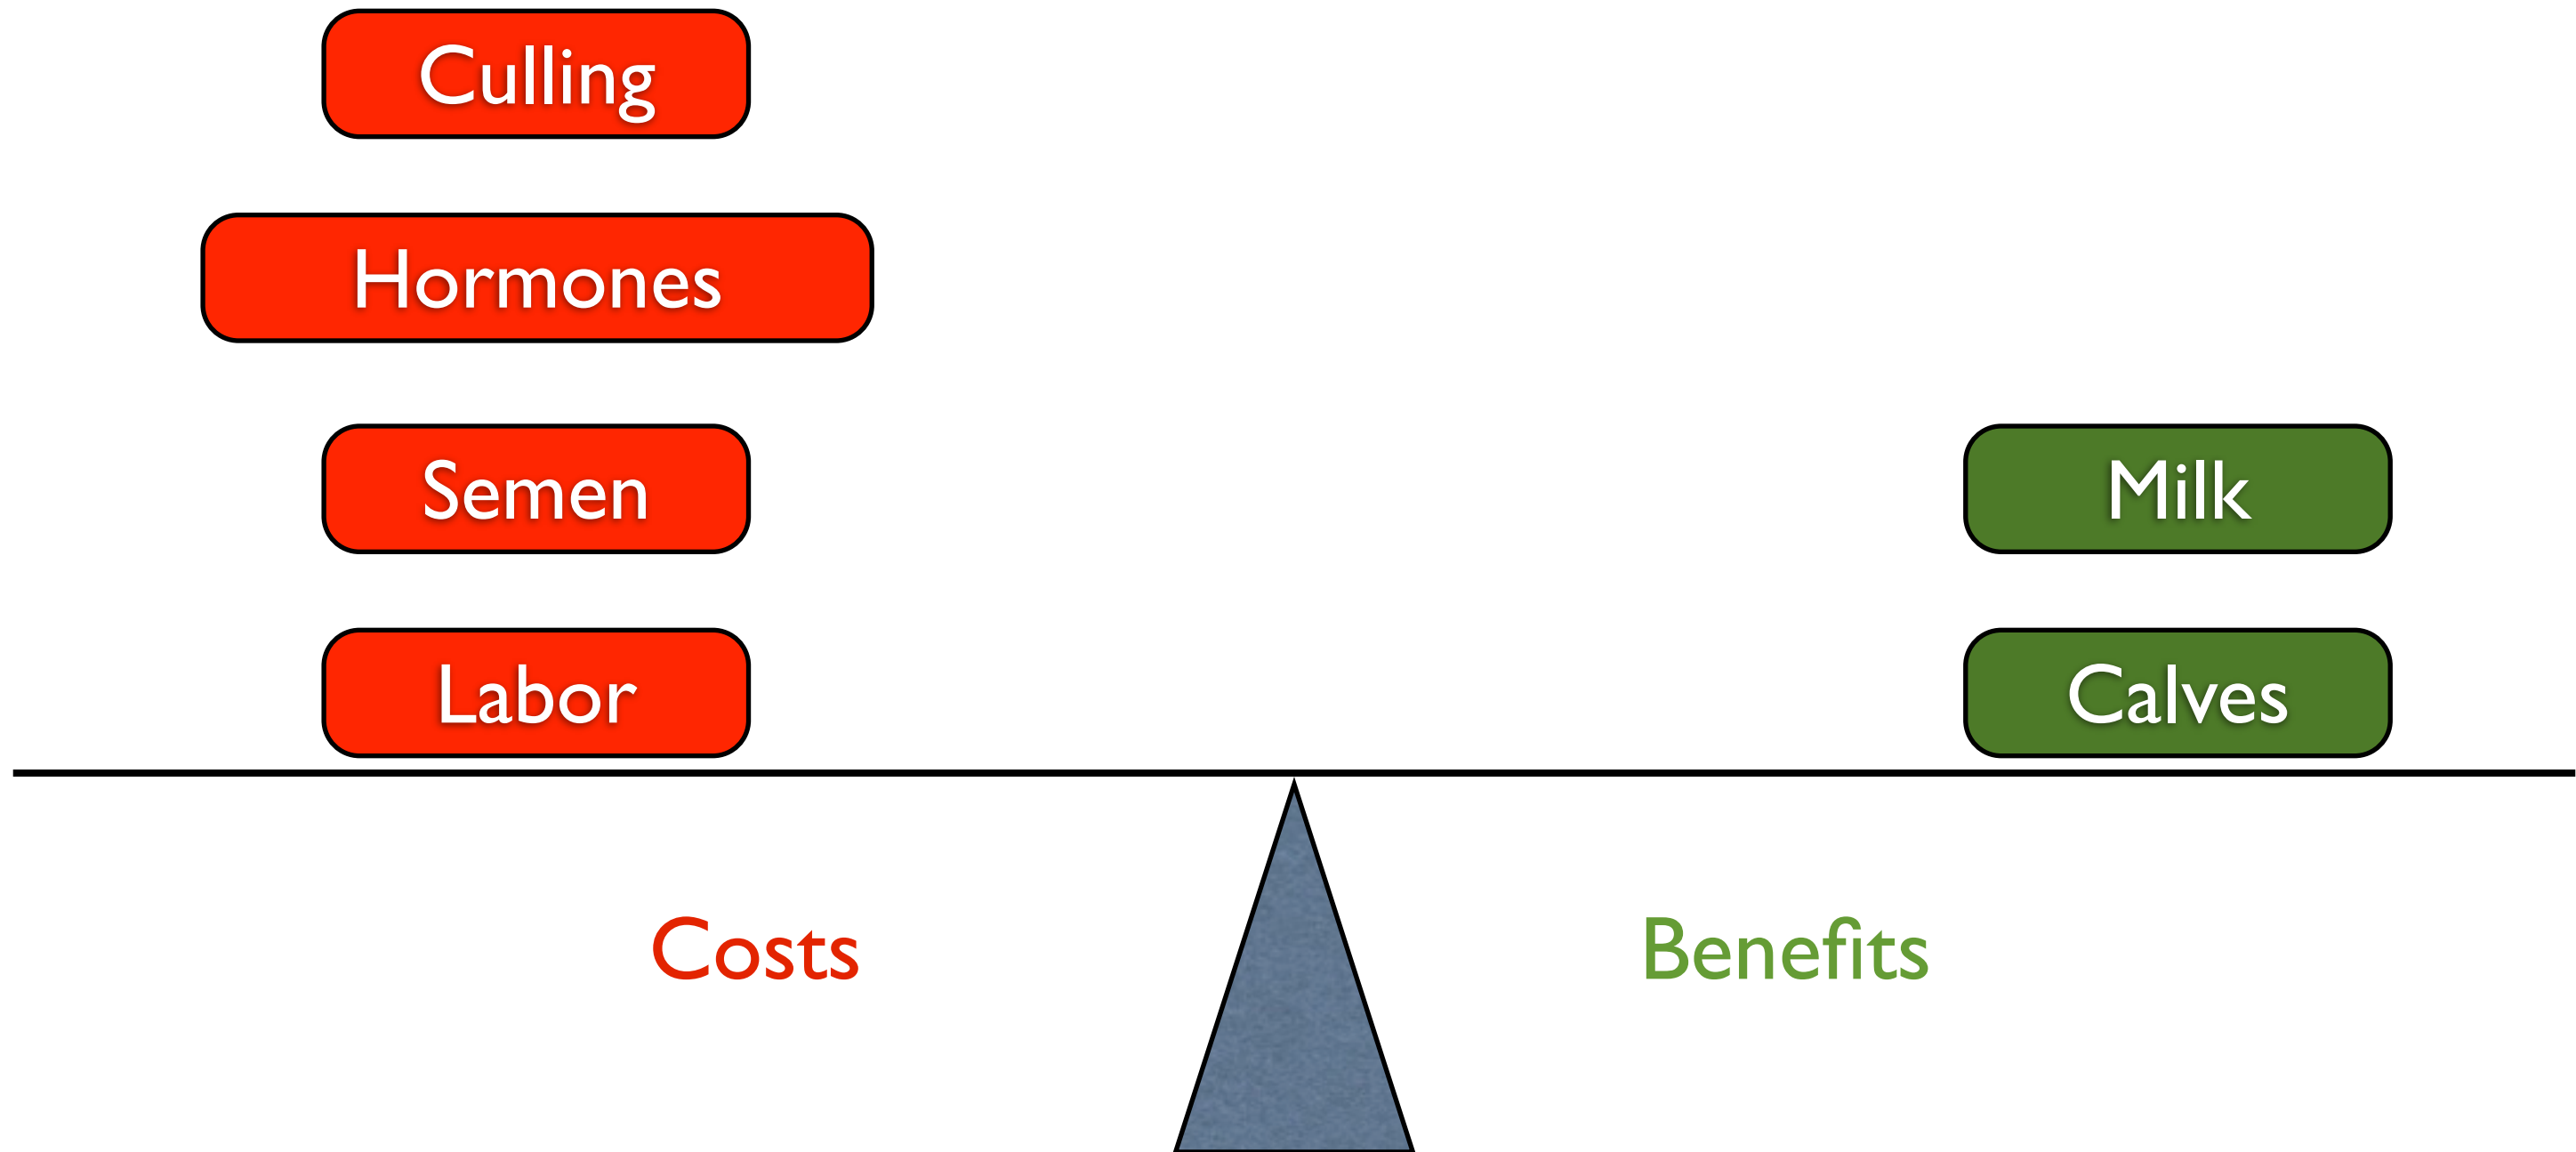 Culling
Hormones
Semen
Milk
Labor
Calves
Costs
Benefits